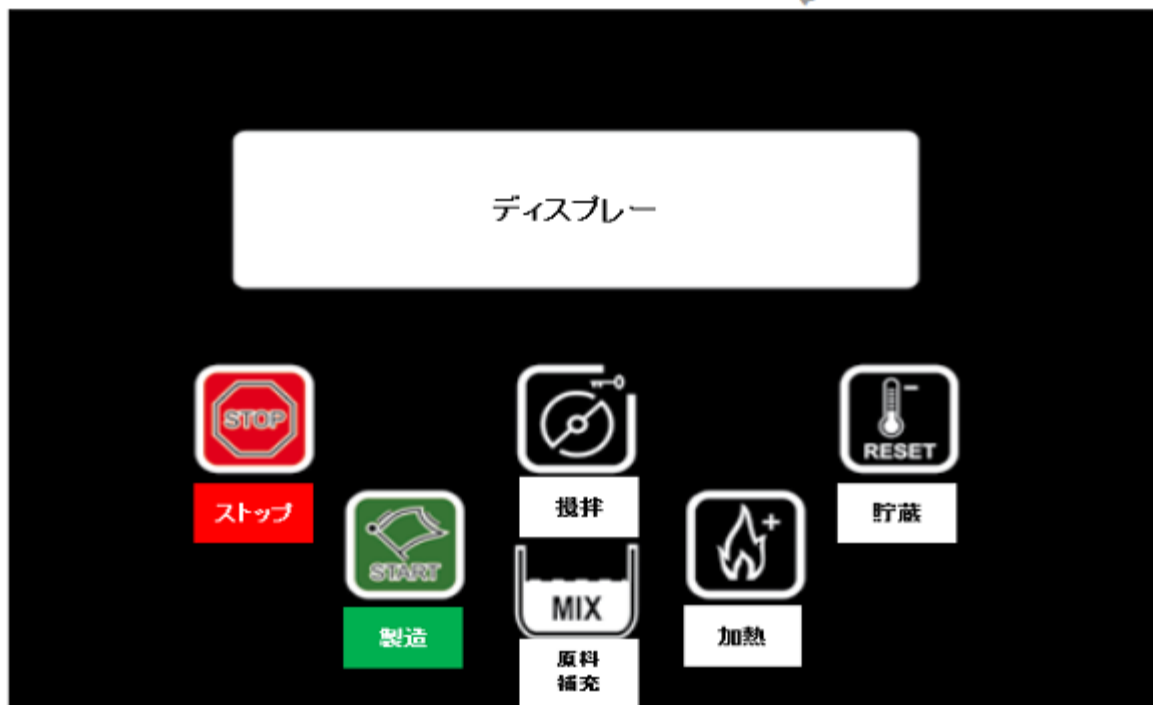 ディスプレー
STOP
RESET
ストップ
攪拌
貯蔵
START
MIX
製造
加熱
原料
補充